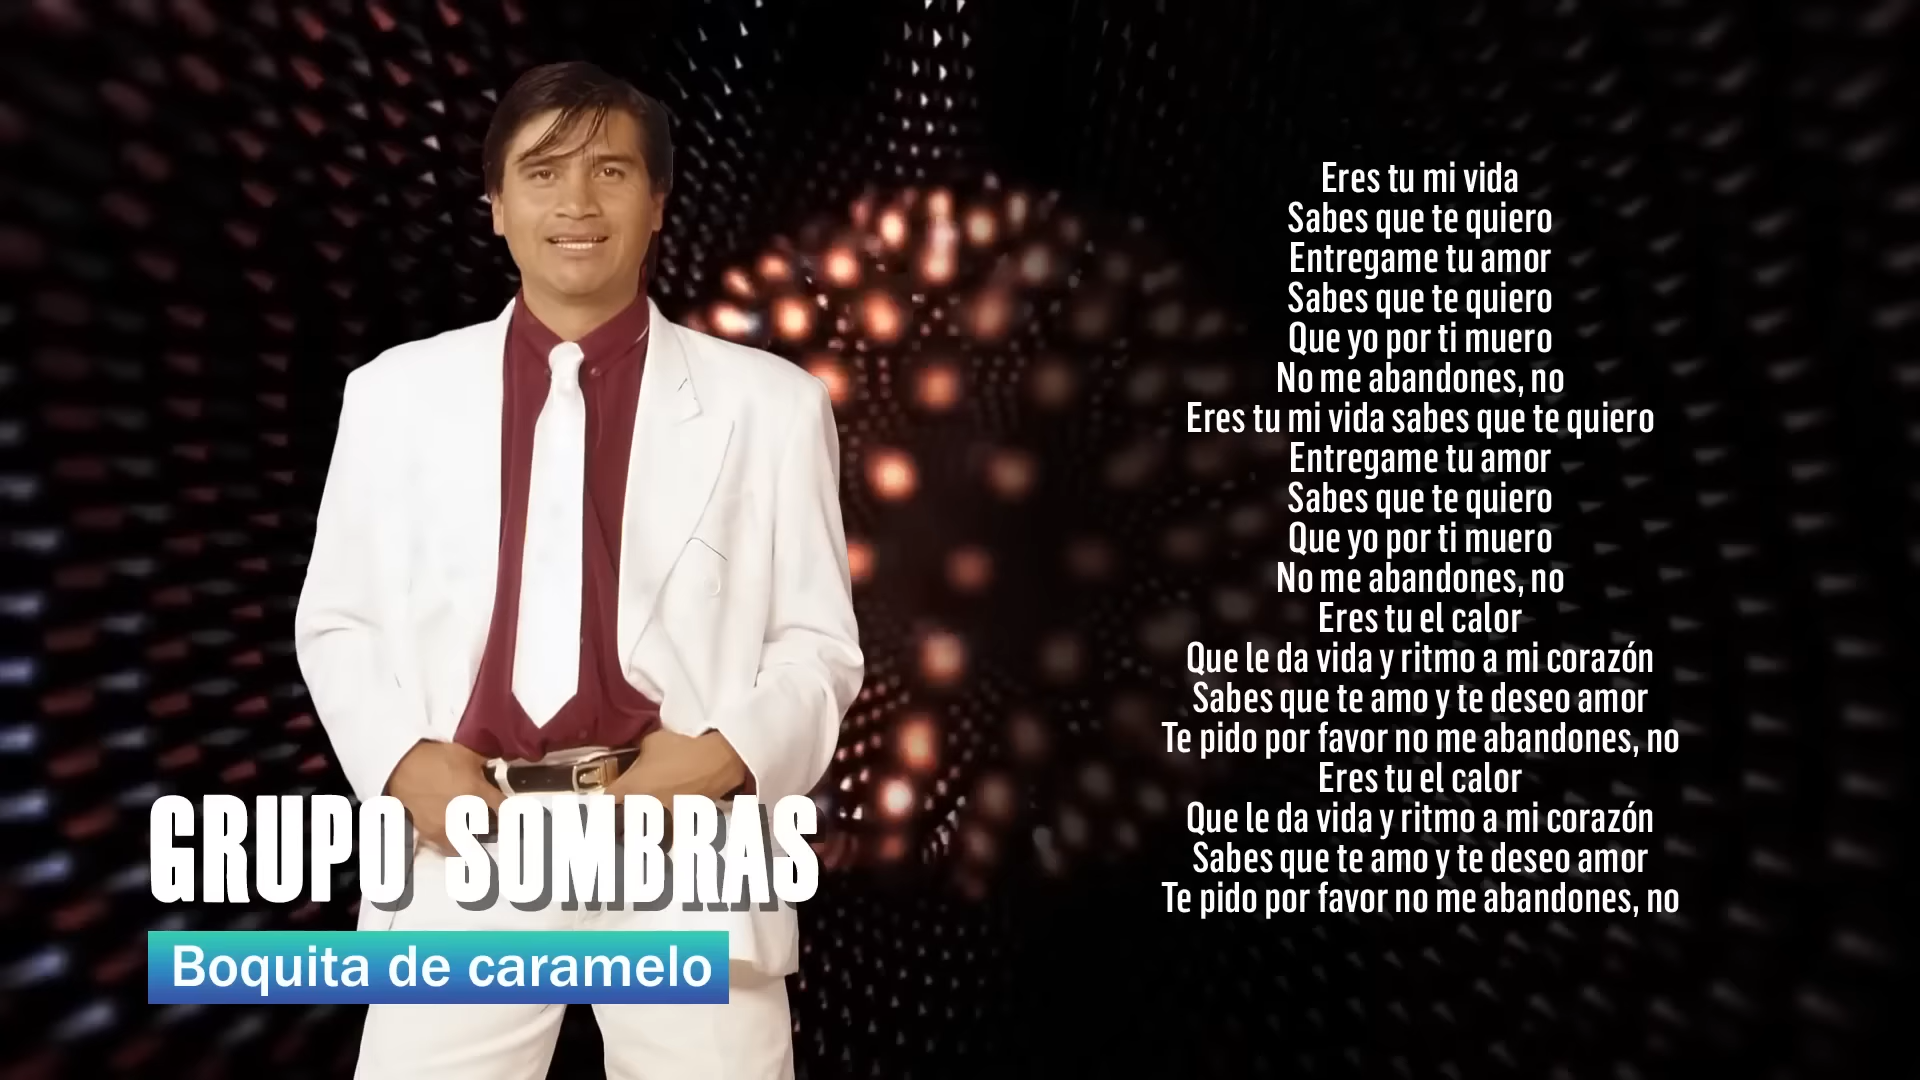 GRUPO SOMBRAS
Boquita de caramelo
Eres tu mi vida
Sabes que te quiero
Entregame tu amor
Sabes que te quiero
Que yo por ti muero
No me abandones, no
Eres tu mi vida sabes que te quiero
Entregame tu amor
Sabes que te quiero
Que yo por ti muero
No me abandones, no
Eres tu el calor
Que le da vida y ritmo a mi corazón
Sabes que te amo y te deseo amor
Te pido por favor no me abandones, no
Eres tu el calor
Que le da vida y ritmo a mi corazón
Sabes que te amo y te deseo amor
Te pido por favor no me abandones, no